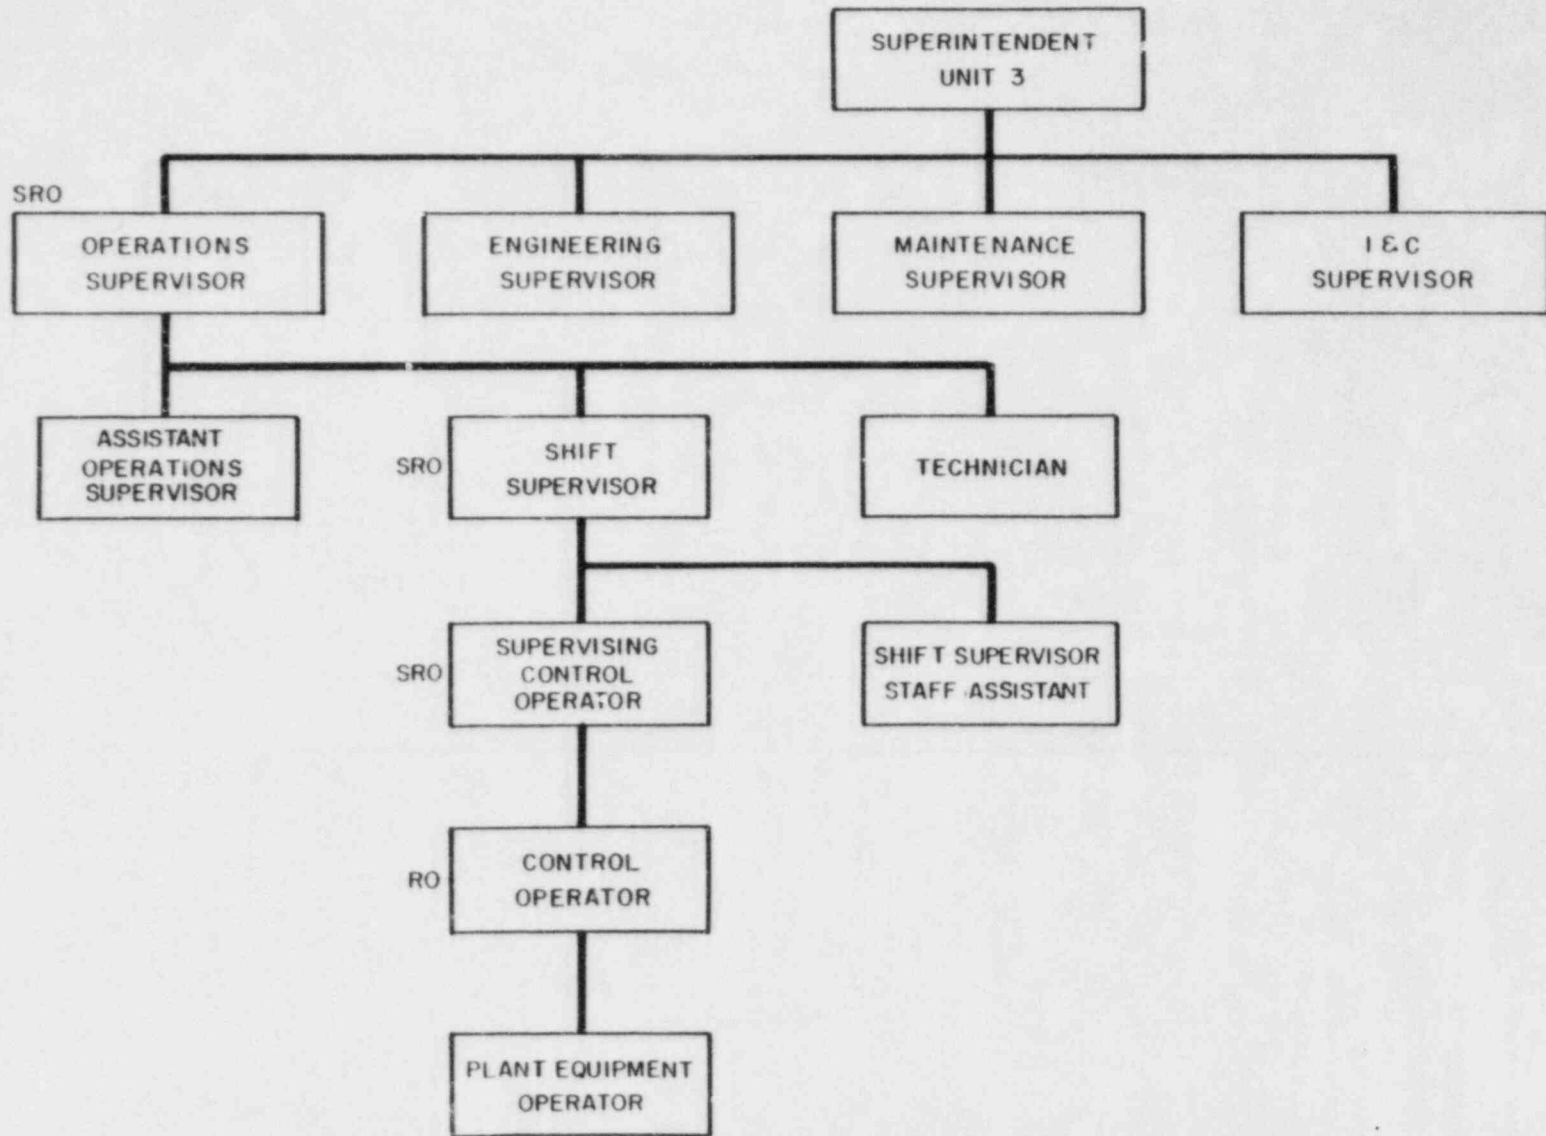 SUPERINTENDENT
UNIT 3
SRO
OPERATIONS
SUPERVISOR
ENGINEERING
SUPERVISOR
MAINTENANCE
SUPERVISOR
I & C
SUPERVISOR
ASSISTANT
OPERATIONS
SUPERVISOR
SRO
SHIFT
SUPERVISOR
TECHNICIAN
SRO
SUPERVISING
CONTROL
OPERATOR
SHIFT SUPERVISOR
STAFF ASSISTANT
RO
CONTROL
OPERATOR
PLANT EQUIPMENT
OPERATOR